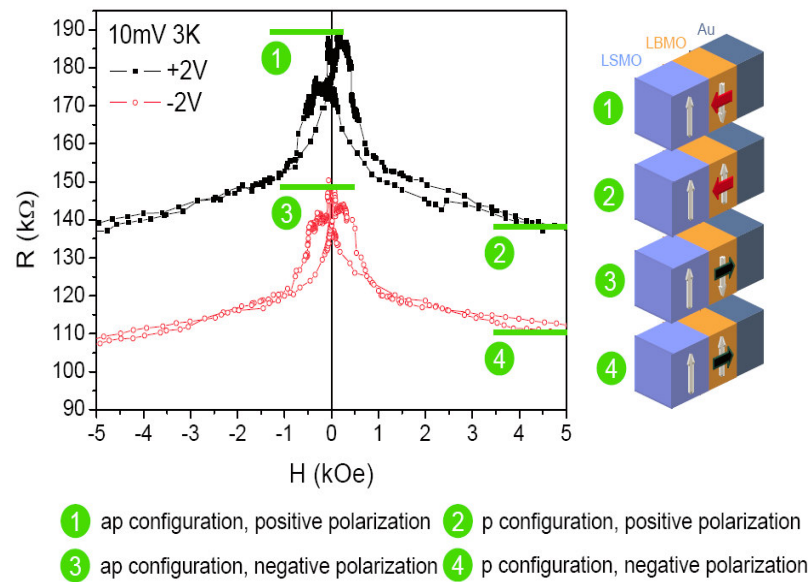 10mV 3K
+2V
-2V
190
180
170
160
150
140
130
120
110
100
90
R (kΩ)
-5 -4 -3 -2 -1 0 1 2 3 4 5
H (kOe)
1
2
3
4
Au
LBMO
LSMO
1
2
3
4
1 ap configuration, positive polarization 2 p configuration, positive polarization
3 ap configuration, negative polarization 4 p configuration, negative polarization